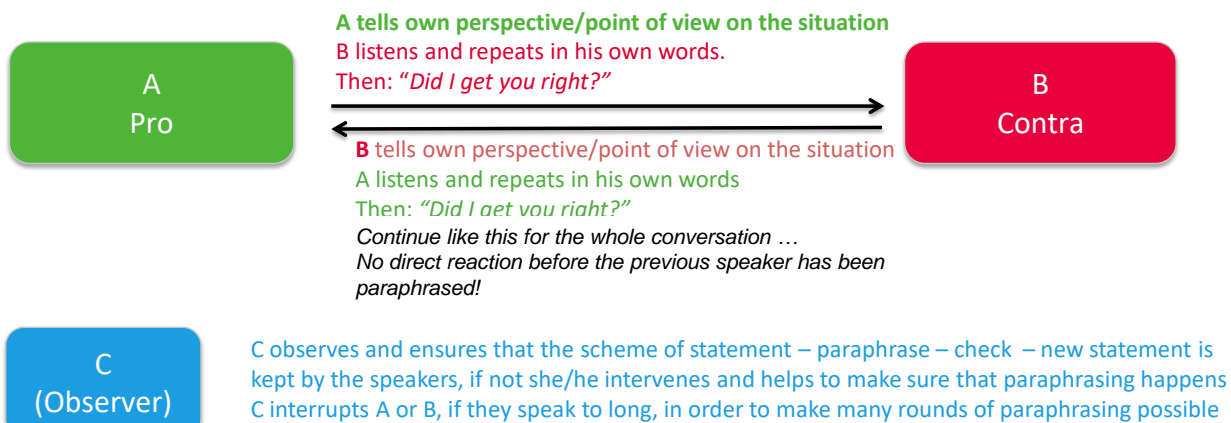 A tells own perspective/point of view on the situation
B listens and repeats in his own words.
Then: “Did I get you right?”
A
Pro
B
Contra
B tells own perspective/point of view on the situation
A listens and repeats in his own words
Then: “Did I get you right?”
Continue like this for the whole conversation …
No direct reaction before the previous speaker has been
paraphrased!
C
(Observer)
C observes and ensures that the scheme of statement – paraphrase – check – new statement is
kept by the speakers, if not she/he intervenes and helps to make sure that paraphrasing happens
C interrupts A or B, if they speak to long, in order to make many rounds of paraphrasing possible